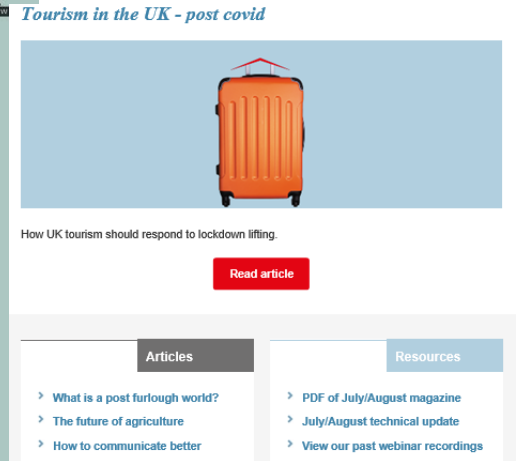 Tourism in the UK - post covid
How UK tourism should respond to lockdown lifting.
Read article
Articles
What is a post furlough world?
The future of agriculture
How to communicate better
Resources
PDF of July/August magazine
July/August technical update
View our past webinar recordings